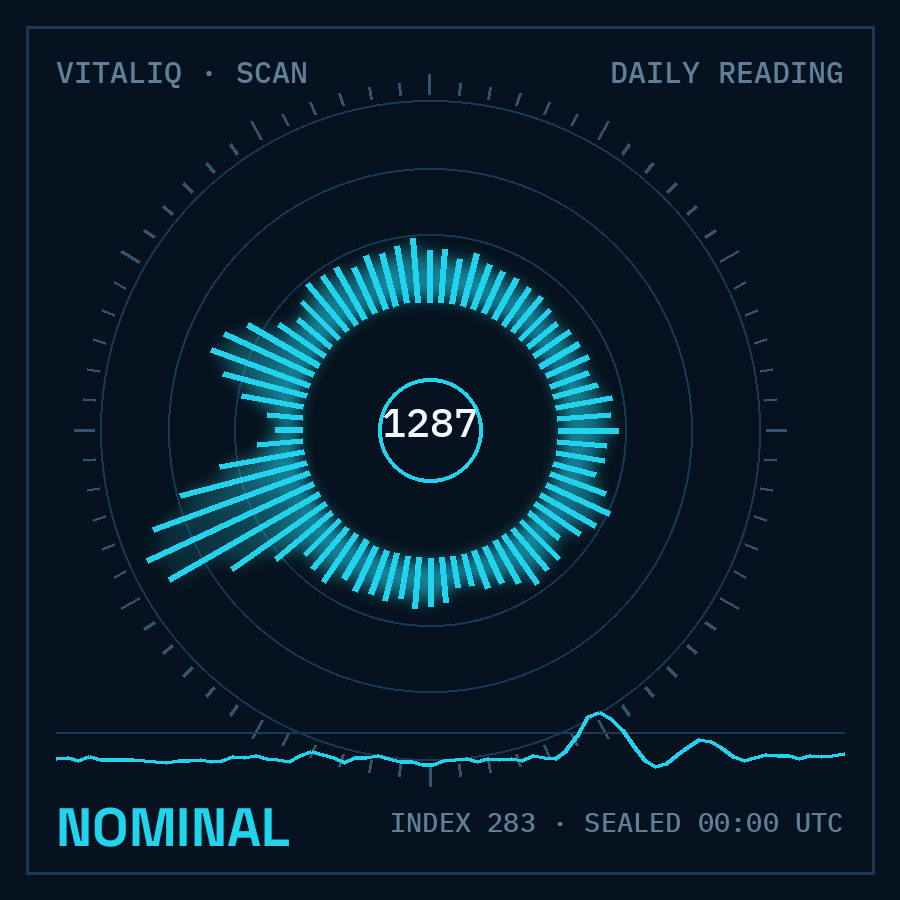 VITALIQ · SCAN
DAILY READING
1287
NOMINAL
INDEX 283 · SEALED 00:00 UTC